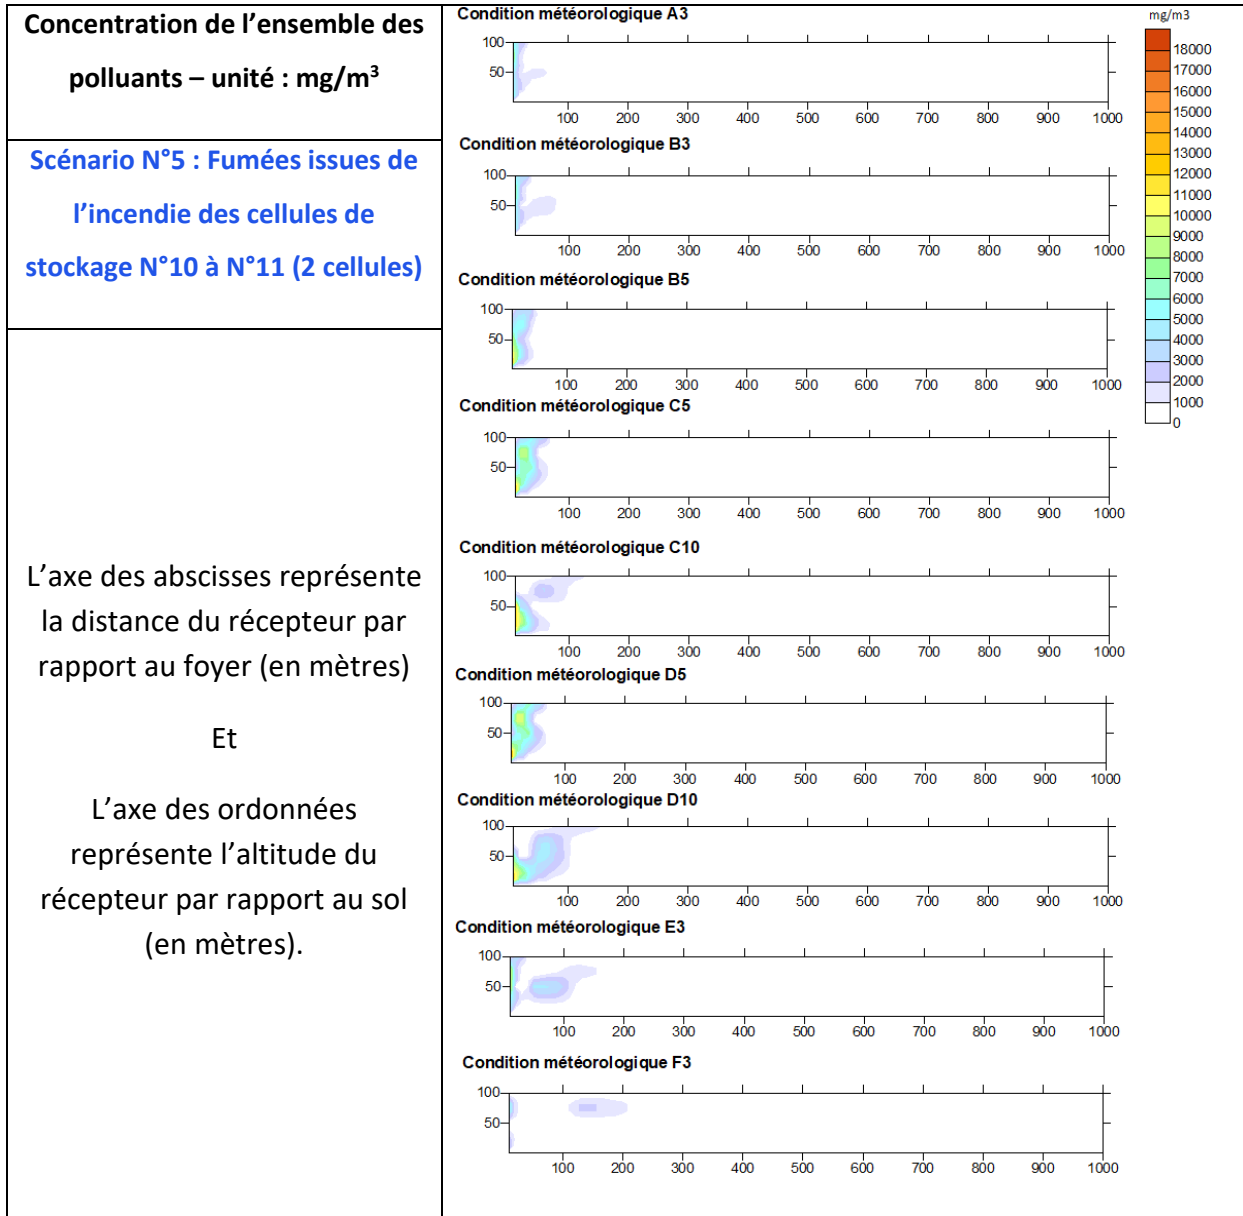 Concentration de l'ensemble des
polluants – unité : mg/m³
Scénario N°5 : Fumées issues de
l'incendie des cellules de
stockage N°10 à N°11 (2 cellules)
L'axe des abscisses représente
la distance du récepteur par
rapport au foyer (en mètres)
Et
L'axe des ordonnées
représente l'altitude du
récepteur par rapport au sol
(en mètres).
Condition météorologique A3
100
50
100 200 300 400 500 600 700 800 900 1000
Condition météorologique B3
100
50
100 200 300 400 500 600 700 800 900 1000
Condition météorologique B5
100
50
100 200 300 400 500 600 700 800 900 1000
Condition météorologique C5
100
50
100 200 300 400 500 600 700 800 900 1000
Condition météorologique C10
100
50
100 200 300 400 500 600 700 800 900 1000
Condition météorologique D5
100
50
100 200 300 400 500 600 700 800 900 1000
Condition météorologique D10
100
50
100 200 300 400 500 600 700 800 900 1000
Condition météorologique E3
100
50
100 200 300 400 500 600 700 800 900 1000
Condition météorologique F3
100
50
100 200 300 400 500 600 700 800 900 1000
mg/m3
18000
17000
16000
15000
14000
13000
12000
11000
10000
9000
8000
7000
6000
5000
4000
3000
2000
1000
0